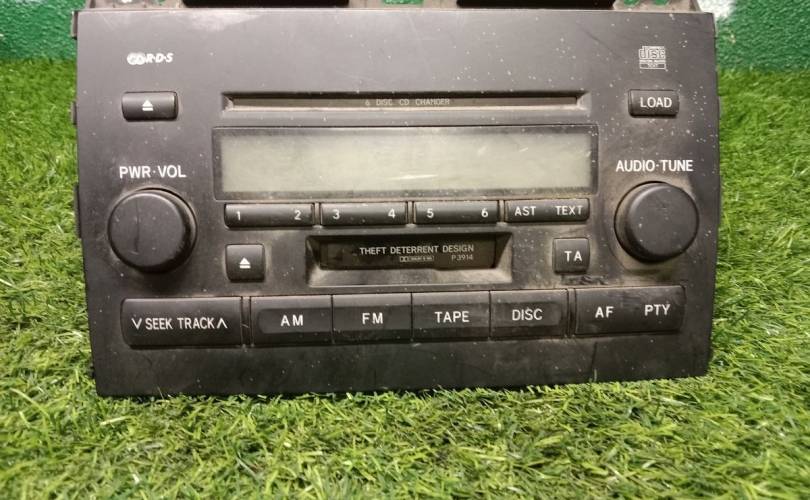 R·D·S
disc
6 DISC CD CHANGER
LOAD
PWR·VOL
AUDIO·TUNE
1 2 3 4 5 6 AST TEXT
THEFT DETERRENT DESIGN
P3914
TA
∨ SEEK TRACK ∧
AM FM TAPE DISC AF PTY